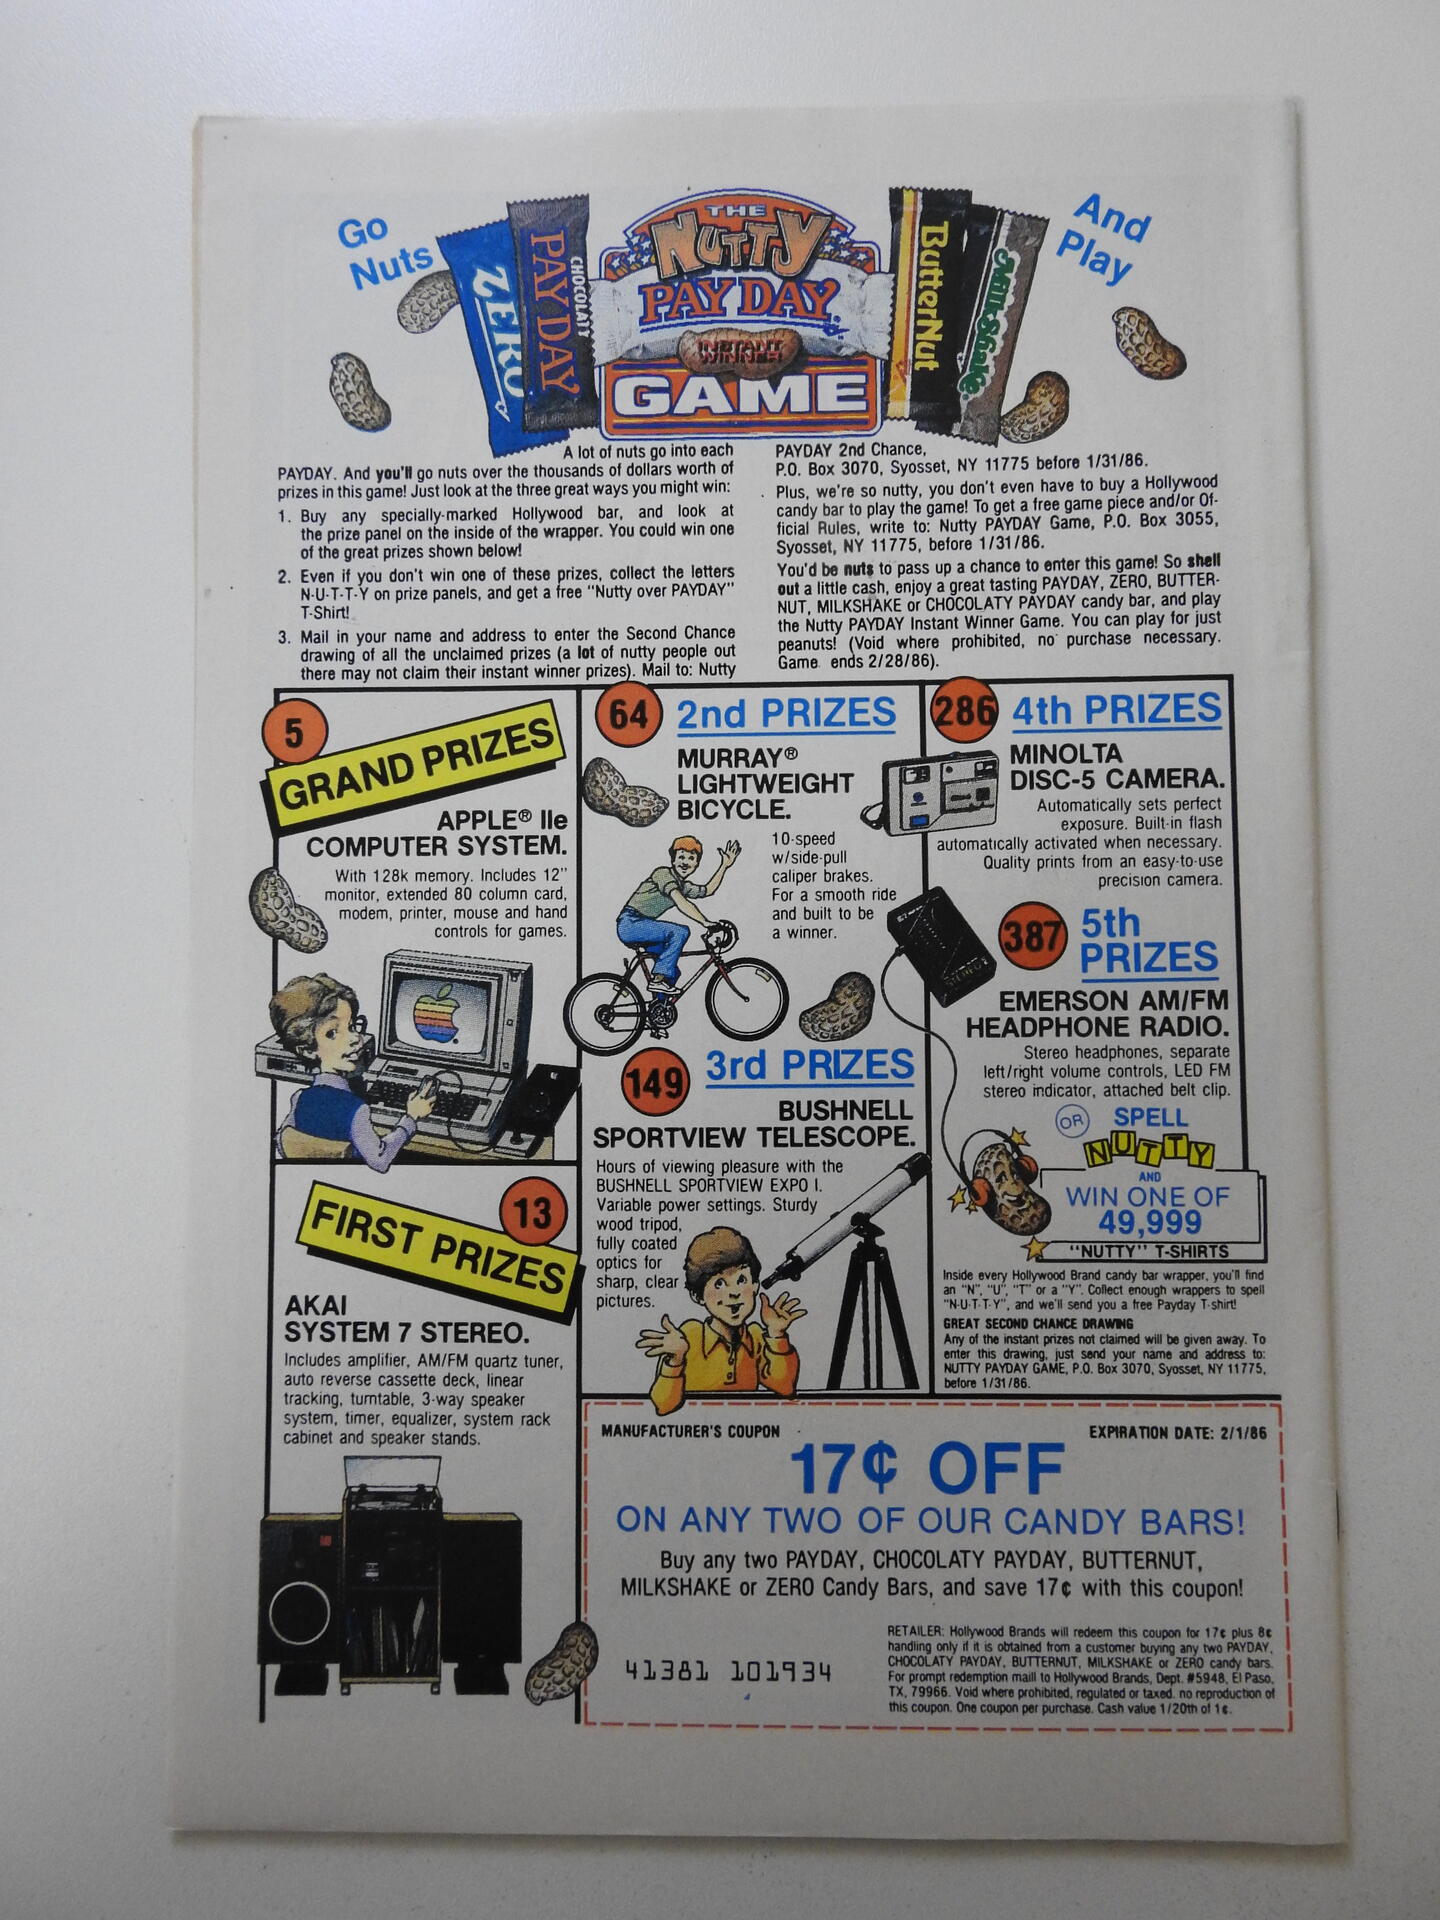 Go
Nuts
And
Play
ZERO
CHOCOLATY
PAY DAY
THE
NUTTY
PAY DAY
INSTANT
WINNER
GAME
ButterNut
MilkShake
A lot of nuts go into each
PAYDAY. And you'll go nuts over the thousands of dollars worth of
prizes in this game! Just look at the three great ways you might win:
1. Buy any specially-marked Hollywood bar, and look at
the prize panel on the inside of the wrapper. You could win one
of the great prizes shown below!
2. Even if you don't win one of these prizes, collect the letters
N-U-T-T-Y on prize panels, and get a free "Nutty over PAYDAY"
T-Shirt!
3. Mail in your name and address to enter the Second Chance
drawing of all the unclaimed prizes (a lot of nutty people out
there may not claim their instant winner prizes). Mail to: Nutty
PAYDAY 2nd Chance,
P.O. Box 3070, Syosset, NY 11775 before 1/31/86.
Plus, we're so nutty, you don't even have to buy a Hollywood
candy bar to play the game! To get a free game piece and/or Of-
ficial Rules, write to: Nutty PAYDAY Game, P.O. Box 3055,
Syosset, NY 11775, before 1/31/86.
You'd be nuts to pass up a chance to enter this game! So shell
out a little cash, enjoy a great tasting PAYDAY, ZERO, BUTTER-
NUT, MILKSHAKE or CHOCOLATY PAYDAY candy bar, and play
the Nutty PAYDAY Instant Winner Game. You can play for just
peanuts! (Void where prohibited, no purchase necessary.
Game ends 2/28/86).
5
GRAND PRIZES
APPLE® IIe
COMPUTER SYSTEM.
With 128k memory. Includes 12"
monitor, extended 80 column card,
modem, printer, mouse and hand
controls for games.
13
FIRST PRIZES
AKAI
SYSTEM 7 STEREO.
Includes amplifier, AM/FM quartz tuner,
auto reverse cassette deck, linear
tracking, turntable, 3-way speaker
system, timer, equalizer, system rack
cabinet and speaker stands.
64
2nd PRIZES
MURRAY®
LIGHTWEIGHT
BICYCLE.
10-speed
w/side-pull
caliper brakes.
For a smooth ride
and built to be
a winner.
149
3rd PRIZES
BUSHNELL
SPORTVIEW TELESCOPE.
Hours of viewing pleasure with the
BUSHNELL SPORTVIEW EXPO I.
Variable power settings. Sturdy
wood tripod,
fully coated
optics for
sharp, clear
pictures.
286
4th PRIZES
MINOLTA
DISC-5 CAMERA.
Automatically sets perfect
exposure. Built-in flash
automatically activated when necessary.
Quality prints from an easy-to-use
precision camera.
387
5th
PRIZES
EMERSON AM/FM
HEADPHONE RADIO.
Stereo headphones, separate
left/right volume controls, LED FM
stereo indicator, attached belt clip.
OR
SPELL
NUTTY
AND
WIN ONE OF
49,999
"NUTTY" T-SHIRTS
Inside every Hollywood Brand candy bar wrapper, you'll find
an "N", "U", "T" or a "Y". Collect enough wrappers to spell
"N-U-T-T-Y", and we'll send you a free Payday T-shirt!
GREAT SECOND CHANCE DRAWING
Any of the instant prizes not claimed will be given away. To
enter this drawing, just send your name and address to:
NUTTY PAYDAY GAME, P.O. Box 3070, Syosset, NY 11775,
before 1/31/86.
MANUFACTURER'S COUPON
EXPIRATION DATE: 2/1/86
17¢ OFF
ON ANY TWO OF OUR CANDY BARS!
Buy any two PAYDAY, CHOCOLATY PAYDAY, BUTTERNUT,
MILKSHAKE or ZERO Candy Bars, and save 17¢ with this coupon!
41381 101934
RETAILER: Hollywood Brands will redeem this coupon for 17¢ plus 8¢
handling only if it is obtained from a customer buying any two PAYDAY,
CHOCOLATY PAYDAY, BUTTERNUT, MILKSHAKE or ZERO candy bars.
For prompt redemption maill to Hollywood Brands, Dept. #5948, El Paso,
TX, 79966. Void where prohibited, regulated or taxed. no reproduction of
this coupon. One coupon per purchase. Cash value 1/20th of 1¢.